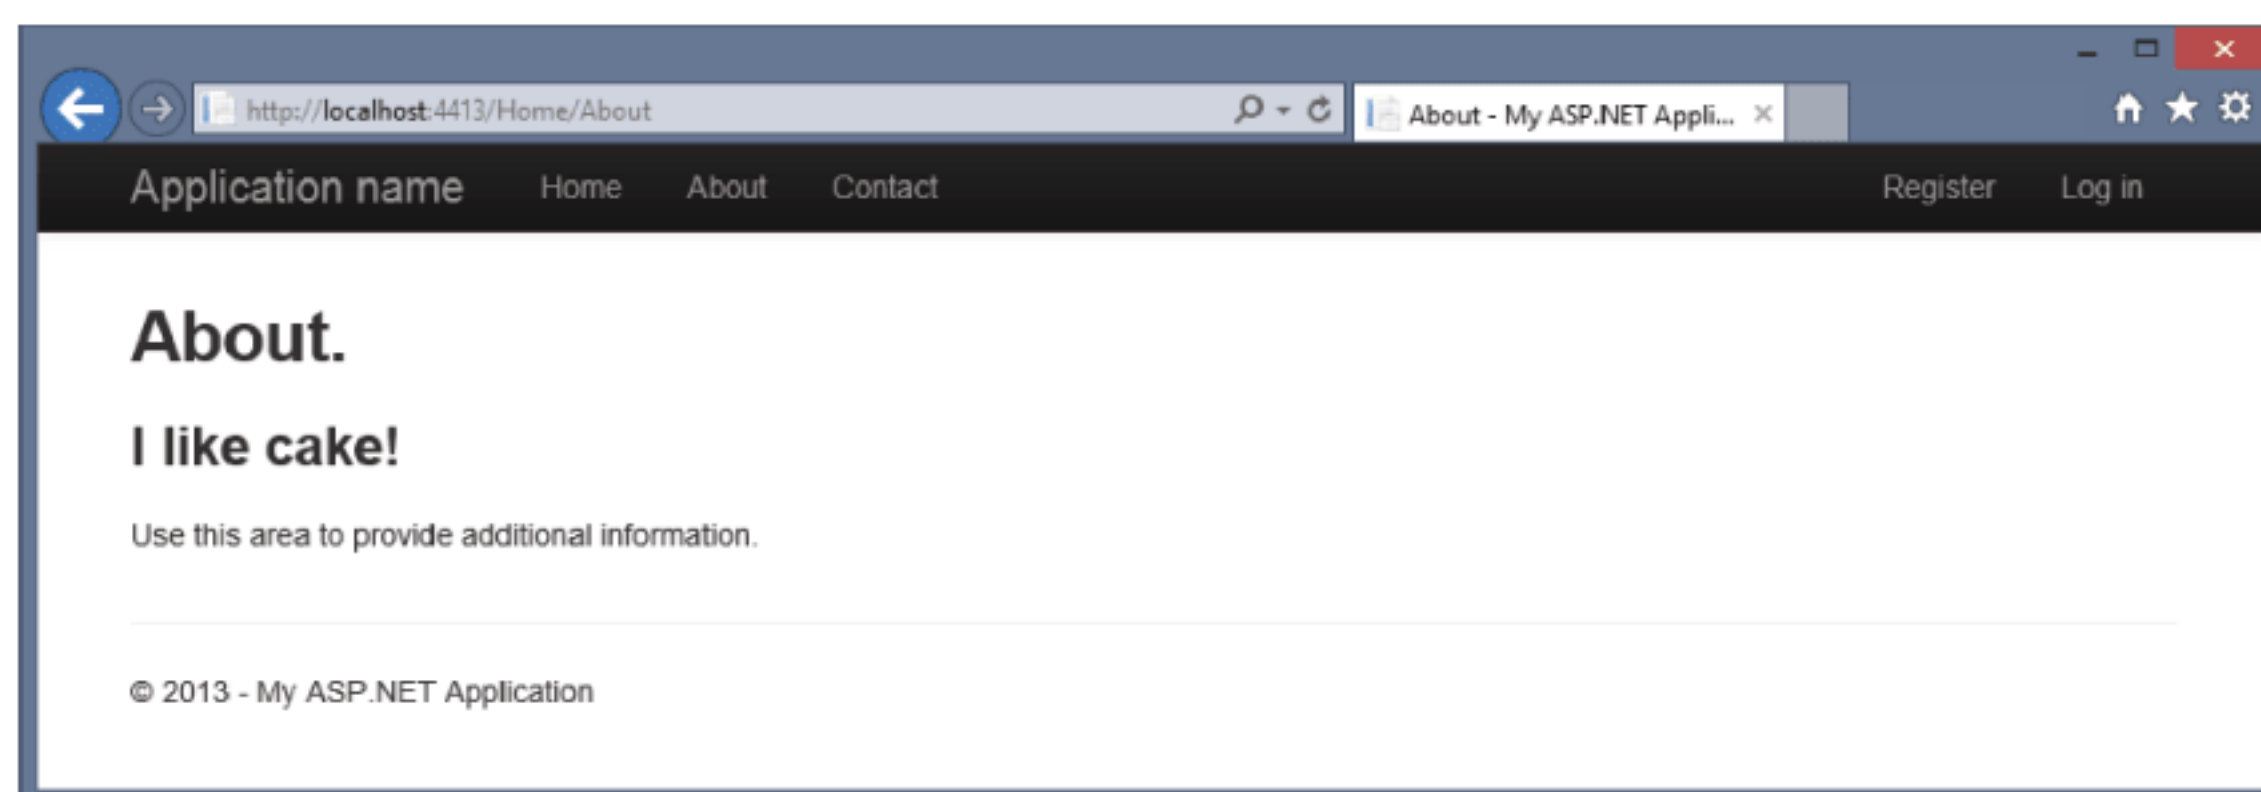 http://localhost:4413/Home/About About - My ASP.NET Appli...
Application name Home About Contact Register Log in
About.
I like cake!
Use this area to provide additional information.
© 2013 - My ASP.NET Application